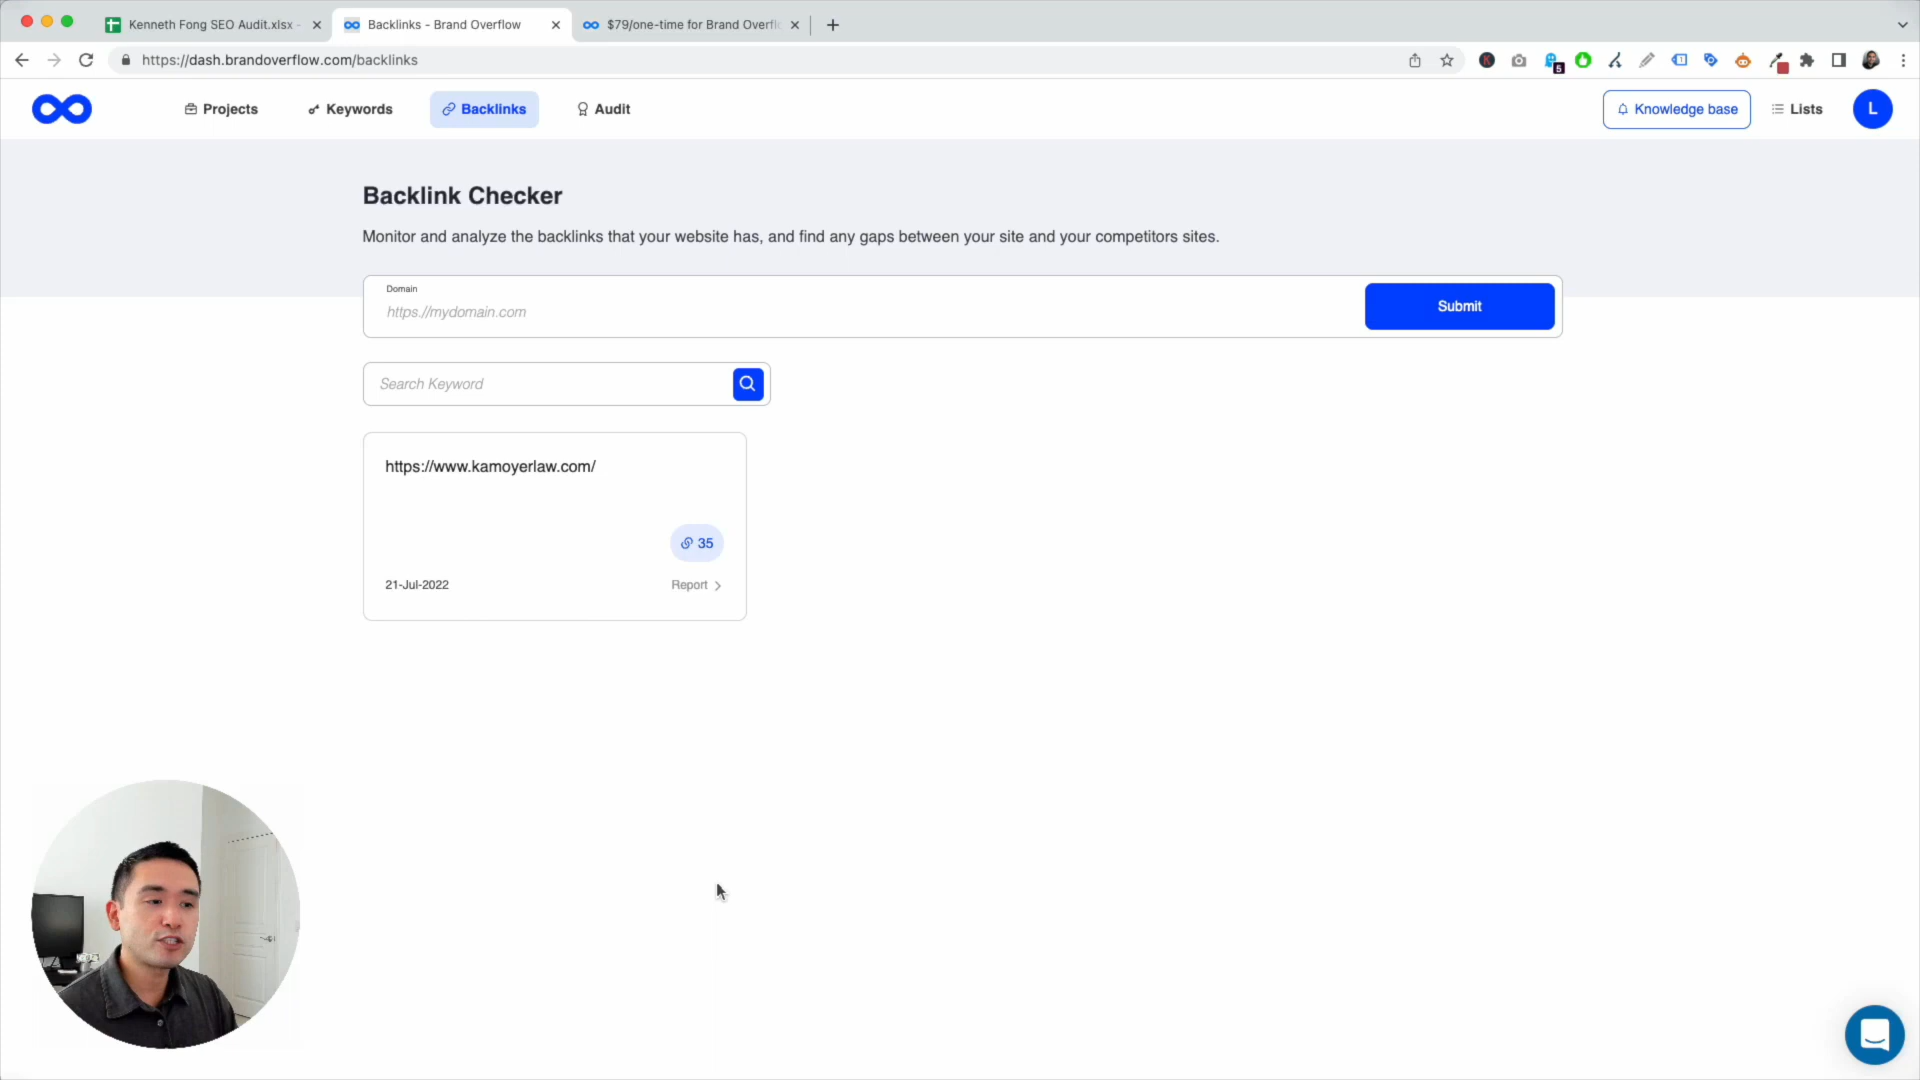 Kenneth Fong SEO Audit.xlsx -
Backlinks - Brand Overflow
$79/one-time for Brand Overfl
https://dash.brandoverflow.com/backlinks
5
Projects
Keywords
Backlinks
Audit
Knowledge base
Lists
L
Backlink Checker
Monitor and analyze the backlinks that your website has, and find any gaps between your site and your competitors sites.
Domain
https://mydomain.com
Submit
Search Keyword
https://www.kamoyerlaw.com/
35
21-Jul-2022
Report